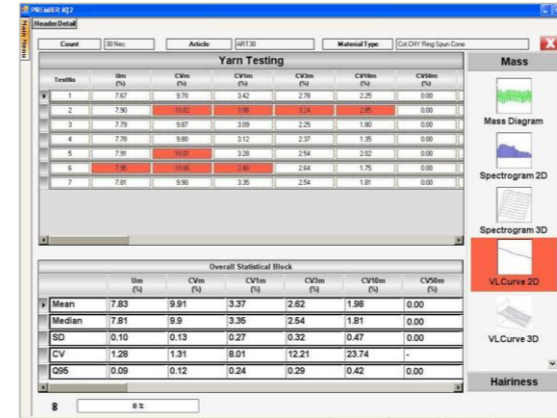 PREMIER iQ2
Main Menu
Header Detail
Count 30 Nec Article ART30 Material Type Cot.CHY Ring Spun Cone X
Yarn Testing
Mass
TestNo Um (%) CVm (%) CV1m (%) CV3m (%) CV10m (%) CV50m (%)
1 7.67 9.70 3.42 2.78 2.25 0.00
2 7.90 10.02 3.24 2.85 0.00
3 7.79 9.87 3.09 2.25 1.80 0.00
4 7.78 9.80 3.12 2.37 1.35 0.00
5 7.91 10.01 3.28 2.54 2.02 0.00
6 7.95 2.64 1.75 0.00
7 7.81 9.90 3.35 2.54 1.81 0.00
Mass Diagram
Spectrogram 2D
Spectrogram 3D
VLCurve 2D
VLCurve 3D
Hairiness
Overall Statistical Block
Um (%) CVm (%) CV1m (%) CV3m (%) CV10m (%) CV50m (%)
Mean 7.83 9.91 3.37 2.62 1.98 0.00
Median 7.81 9.9 3.35 2.54 1.81 0.00
SD 0.10 0.13 0.27 0.32 0.47 0.00
CV 1.28 1.31 8.01 12.21 23.74 -
Q95 0.09 0.12 0.24 0.29 0.42 0.00
8 0 %